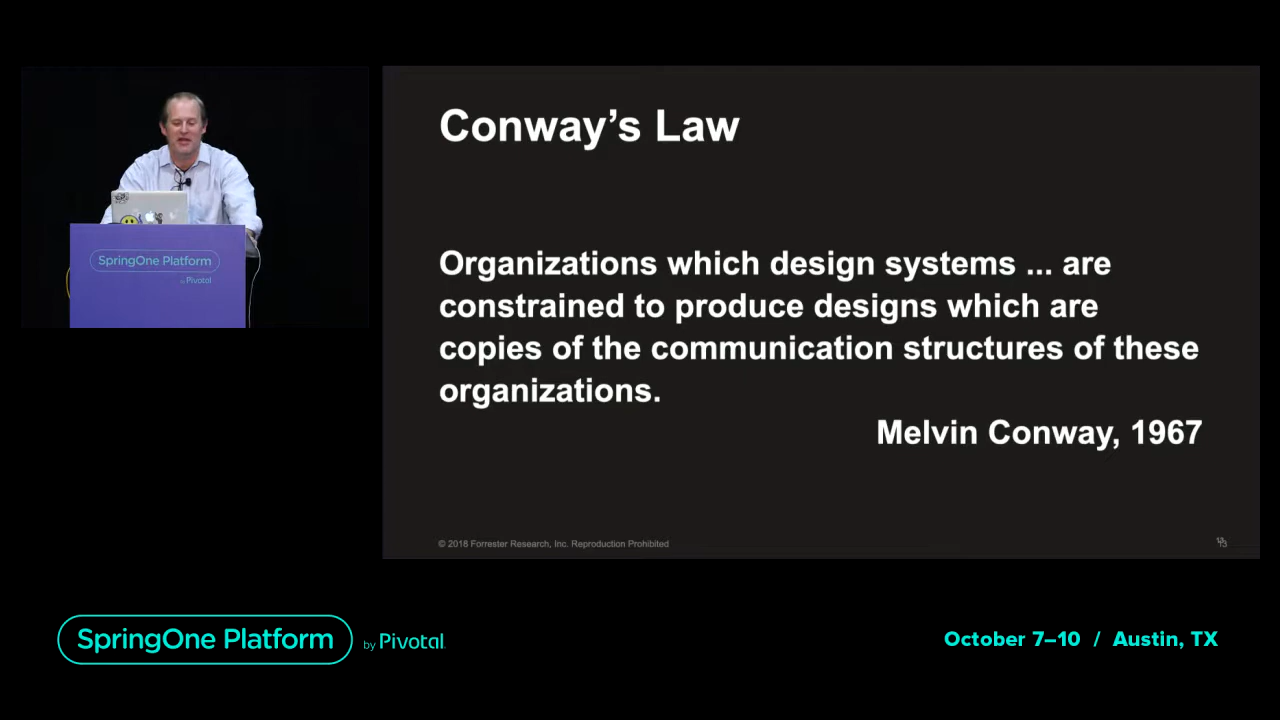 Conway’s Law
Organizations which design systems ... are
constrained to produce designs which are
copies of the communication structures of these
organizations.
Melvin Conway, 1967
© 2018 Forrester Research, Inc. Reproduction Prohibited
SpringOne Platform
by Pivotal
SpringOne Platform by Pivotal
October 7–10 / Austin, TX